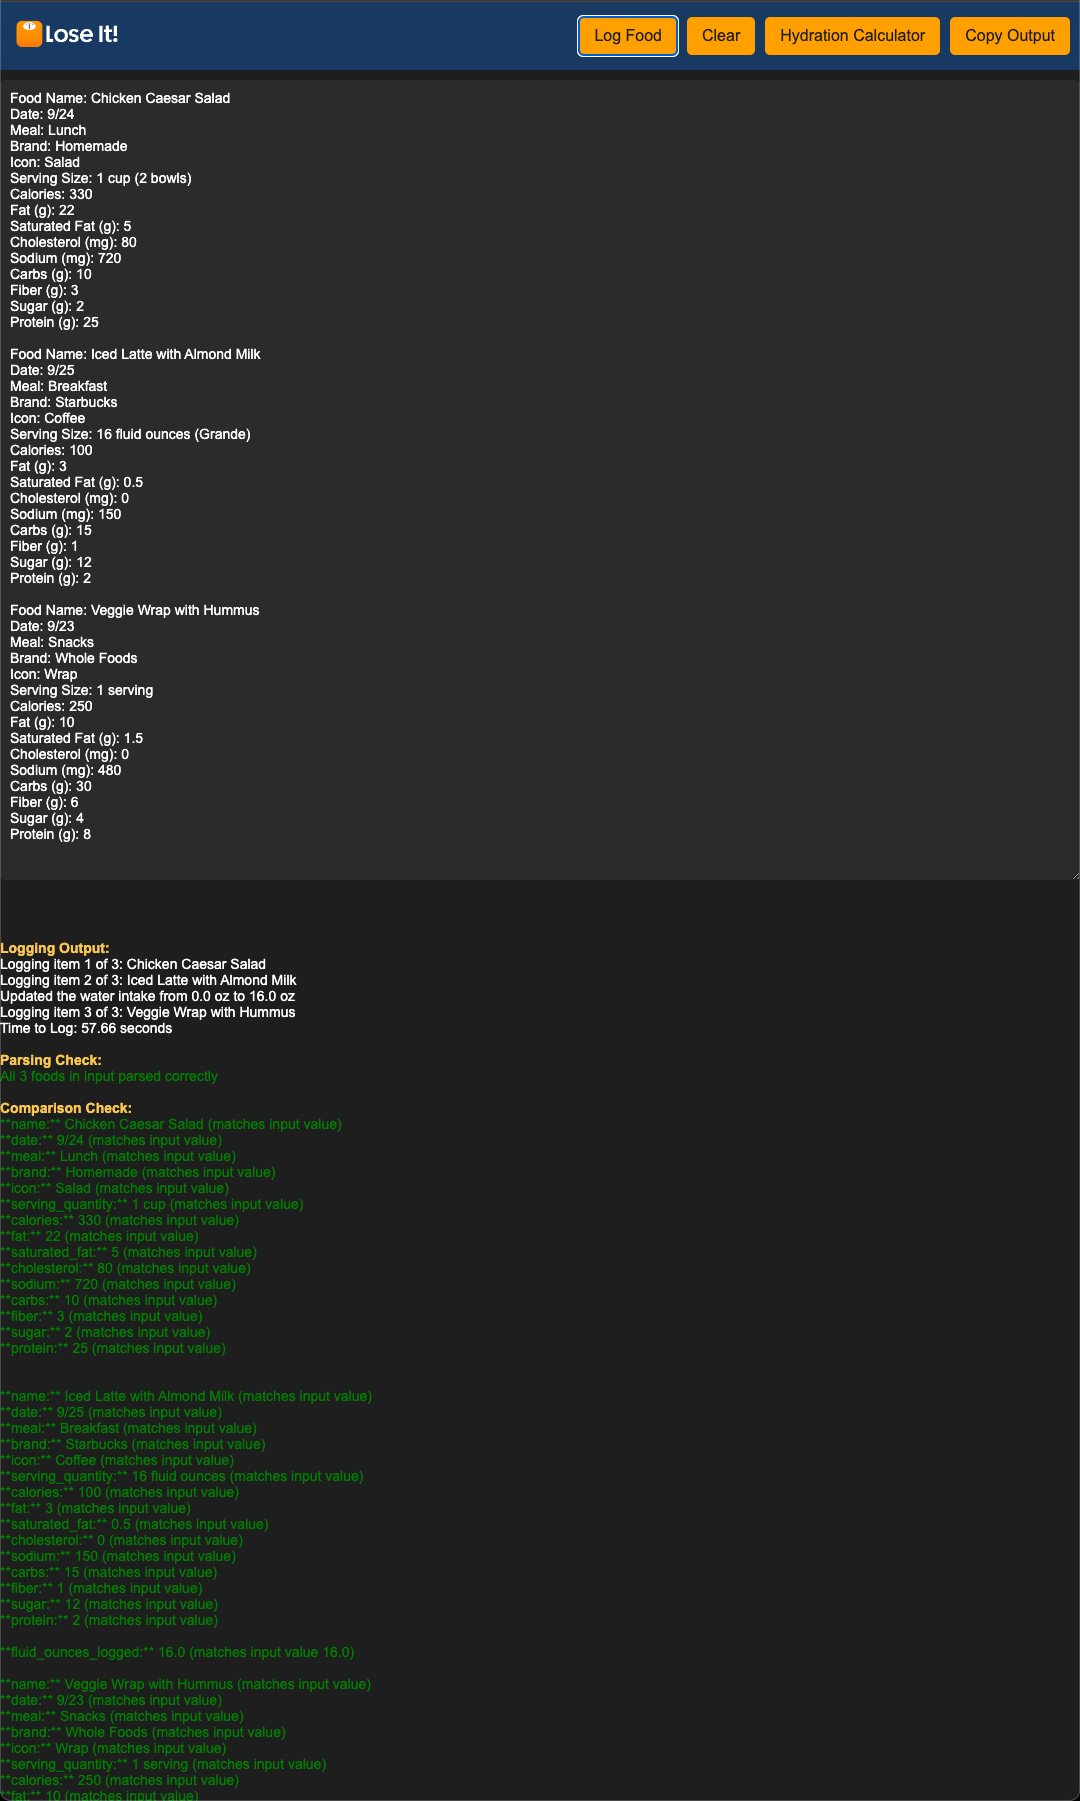 Lose It!
Log Food
Clear
Hydration Calculator
Copy Output
Food Name: Chicken Caesar Salad
Date: 9/24
Meal: Lunch
Brand: Homemade
Icon: Salad
Serving Size: 1 cup (2 bowls)
Calories: 330
Fat (g): 22
Saturated Fat (g): 5
Cholesterol (mg): 80
Sodium (mg): 720
Carbs (g): 10
Fiber (g): 3
Sugar (g): 2
Protein (g): 25
Food Name: Iced Latte with Almond Milk
Date: 9/25
Meal: Breakfast
Brand: Starbucks
Icon: Coffee
Serving Size: 16 fluid ounces (Grande)
Calories: 100
Fat (g): 3
Saturated Fat (g): 0.5
Cholesterol (mg): 0
Sodium (mg): 150
Carbs (g): 15
Fiber (g): 1
Sugar (g): 12
Protein (g): 2
Food Name: Veggie Wrap with Hummus
Date: 9/23
Meal: Snacks
Brand: Whole Foods
Icon: Wrap
Serving Size: 1 serving
Calories: 250
Fat (g): 10
Saturated Fat (g): 1.5
Cholesterol (mg): 0
Sodium (mg): 480
Carbs (g): 30
Fiber (g): 6
Sugar (g): 4
Protein (g): 8
Logging Output:
Logging item 1 of 3: Chicken Caesar Salad
Logging item 2 of 3: Iced Latte with Almond Milk
Updated the water intake from 0.0 oz to 16.0 oz
Logging item 3 of 3: Veggie Wrap with Hummus
Time to Log: 57.66 seconds
Parsing Check:
All 3 foods in input parsed correctly
Comparison Check:
**name:** Chicken Caesar Salad (matches input value)
**date:** 9/24 (matches input value)
**meal:** Lunch (matches input value)
**brand:** Homemade (matches input value)
**icon:** Salad (matches input value)
**serving_quantity:** 1 cup (matches input value)
**calories:** 330 (matches input value)
**fat:** 22 (matches input value)
**saturated_fat:** 5 (matches input value)
**cholesterol:** 80 (matches input value)
**sodium:** 720 (matches input value)
**carbs:** 10 (matches input value)
**fiber:** 3 (matches input value)
**sugar:** 2 (matches input value)
**protein:** 25 (matches input value)
**name:** Iced Latte with Almond Milk (matches input value)
**date:** 9/25 (matches input value)
**meal:** Breakfast (matches input value)
**brand:** Starbucks (matches input value)
**icon:** Coffee (matches input value)
**serving_quantity:** 16 fluid ounces (matches input value)
**calories:** 100 (matches input value)
**fat:** 3 (matches input value)
**saturated_fat:** 0.5 (matches input value)
**cholesterol:** 0 (matches input value)
**sodium:** 150 (matches input value)
**carbs:** 15 (matches input value)
**fiber:** 1 (matches input value)
**sugar:** 12 (matches input value)
**protein:** 2 (matches input value)
**fluid_ounces_logged:** 16.0 (matches input value 16.0)
**name:** Veggie Wrap with Hummus (matches input value)
**date:** 9/23 (matches input value)
**meal:** Snacks (matches input value)
**brand:** Whole Foods (matches input value)
**icon:** Wrap (matches input value)
**serving_quantity:** 1 serving (matches input value)
**calories:** 250 (matches input value)
**fat:** 10 (matches input value)